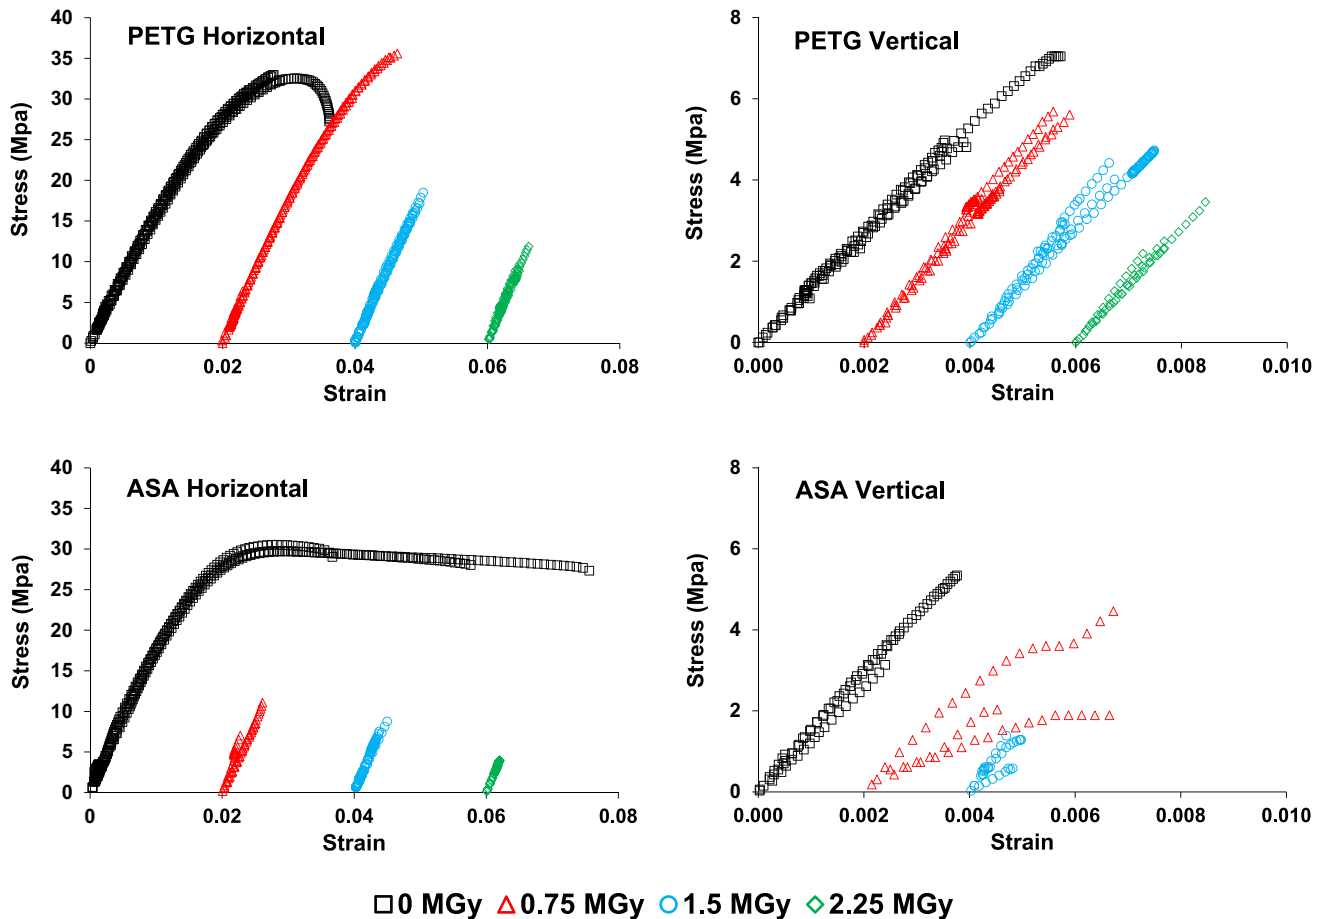 PETG Horizontal
40
35
30
25
20
15
10
5
0
Stress (Mpa)
0 0.02 0.04 0.06 0.08
Strain
PETG Vertical
8
6
4
2
0
Stress (Mpa)
0.000 0.002 0.004 0.006 0.008 0.010
Strain
ASA Horizontal
40
35
30
25
20
15
10
5
0
Stress (Mpa)
0 0.02 0.04 0.06 0.08
Strain
ASA Vertical
8
6
4
2
0
Stress (Mpa)
0.000 0.002 0.004 0.006 0.008 0.010
Strain
0 MGy 0.75 MGy 1.5 MGy 2.25 MGy